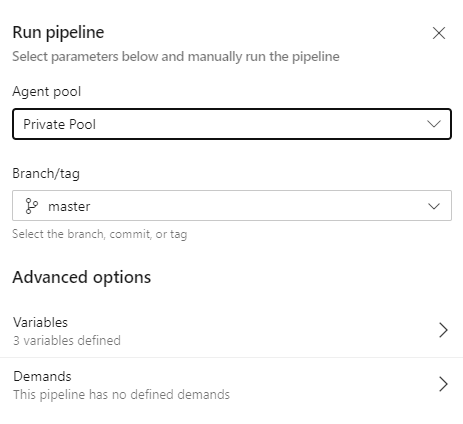 Run pipeline
Select parameters below and manually run the pipeline
Agent pool
Private Pool
Branch/tag
master
Select the branch, commit, or tag
Advanced options
Variables
3 variables defined
Demands
This pipeline has no defined demands